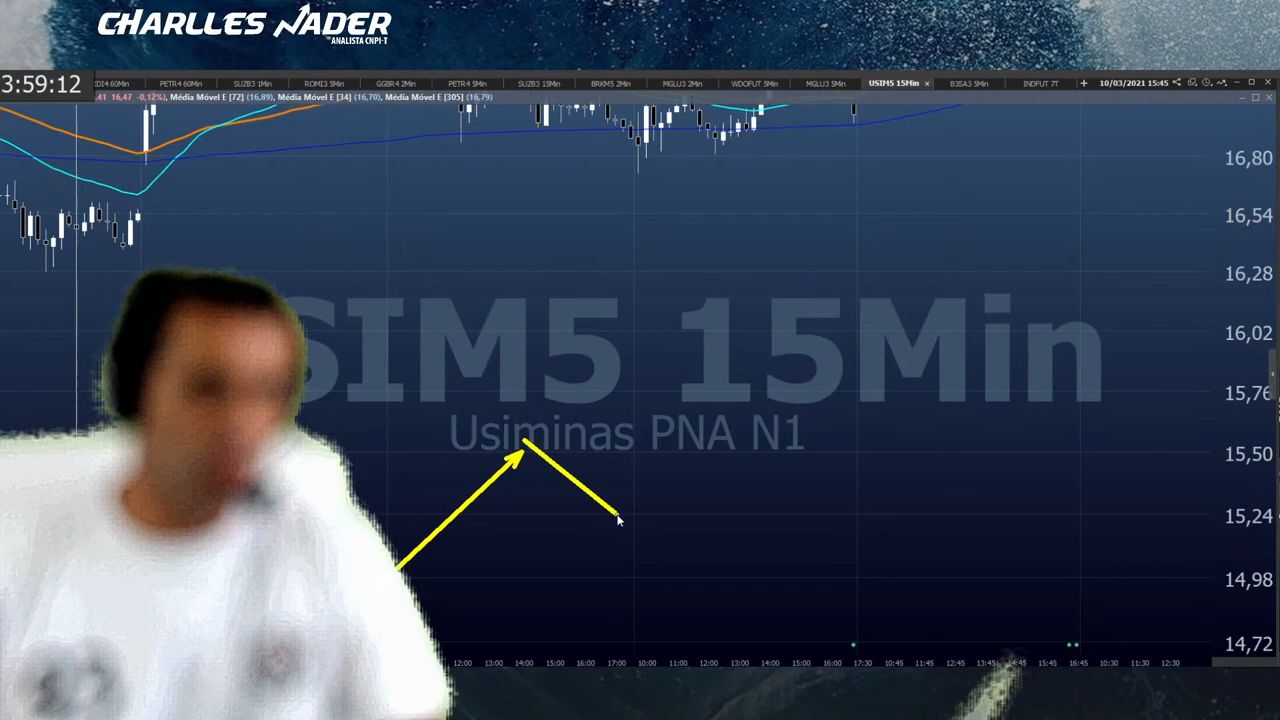 CHARLLES NADER
ANALISTA CNPI-T
3:59:12
PETR4 60Min
SUZB3 1Min
ROMI3 5Min
GGBR4 2Min
PETR4 5Min
SUZB3 15Min
BRKM5 2Min
MGLU3 2Min
WDOFUT 5Min
MGLU3 5Min
USIM5 15Min
B3SA3 5Min
INDFUT 7T
10/03/2021 15:45
,41 16,47 -0,12%), Média Móvel E [72] (16,89), Média Móvel E [34] (16,70), Média Móvel E [305] (16,79)
16,80
16,54
16,28
16,02
15,76
15,50
15,24
14,98
14,72
SIM5 15Min
Usiminas PNA N1
12:00 13:00 14:00 15:00 16:00 17:00 10:00 11:00 12:00 13:00 14:00 15:00 16:00 17:30 10:45 11:45 12:45 13:45 14:45 15:45 16:45 10:30 11:30 12:30